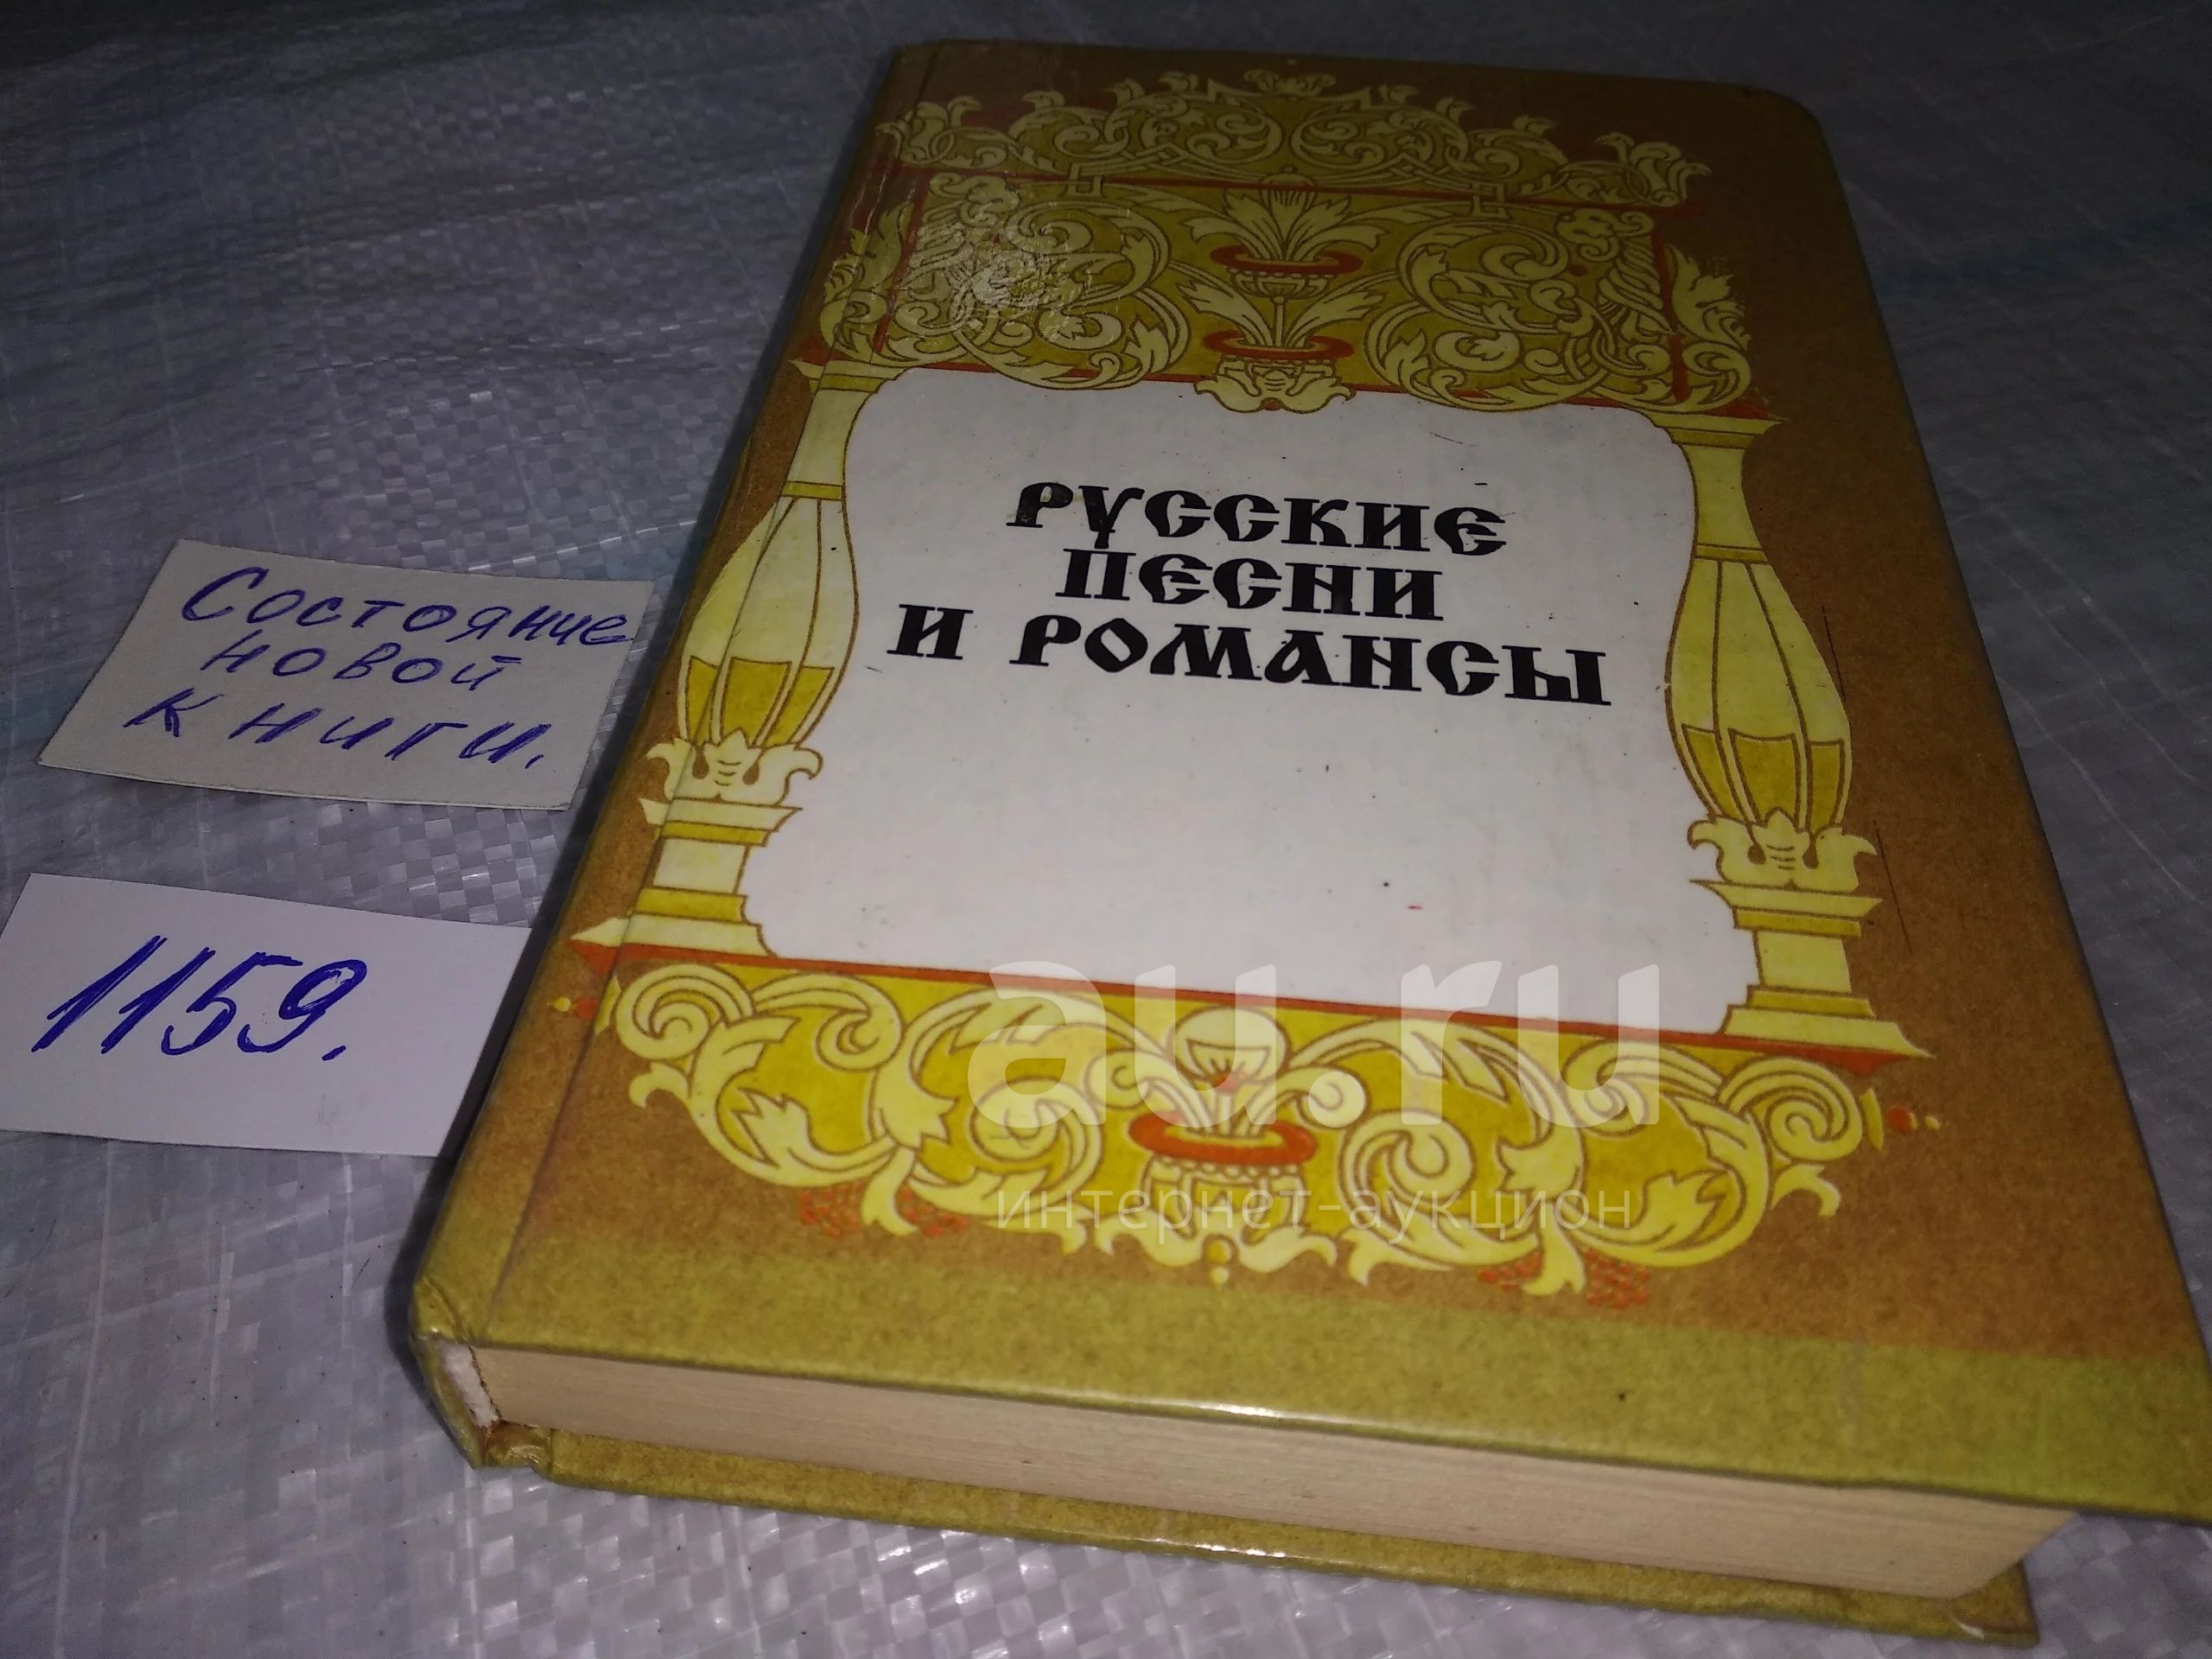 РУССКИЕ
ПЕСНИ
И РОМАНСЫ
Состояние
новой
книги.
1159.
au.ru
интернет-аукцион